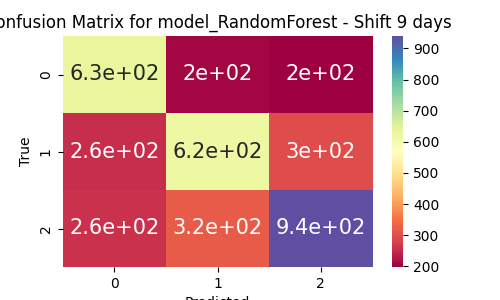 onfusion Matrix for model_RandomForest - Shift 9 days
0 6.3e+02 2e+02 2e+02
1 2.6e+02 6.2e+02 3e+02
2 2.6e+02 3.2e+02 9.4e+02
True
0 1 2
Predicted
900
800
700
600
500
400
300
200